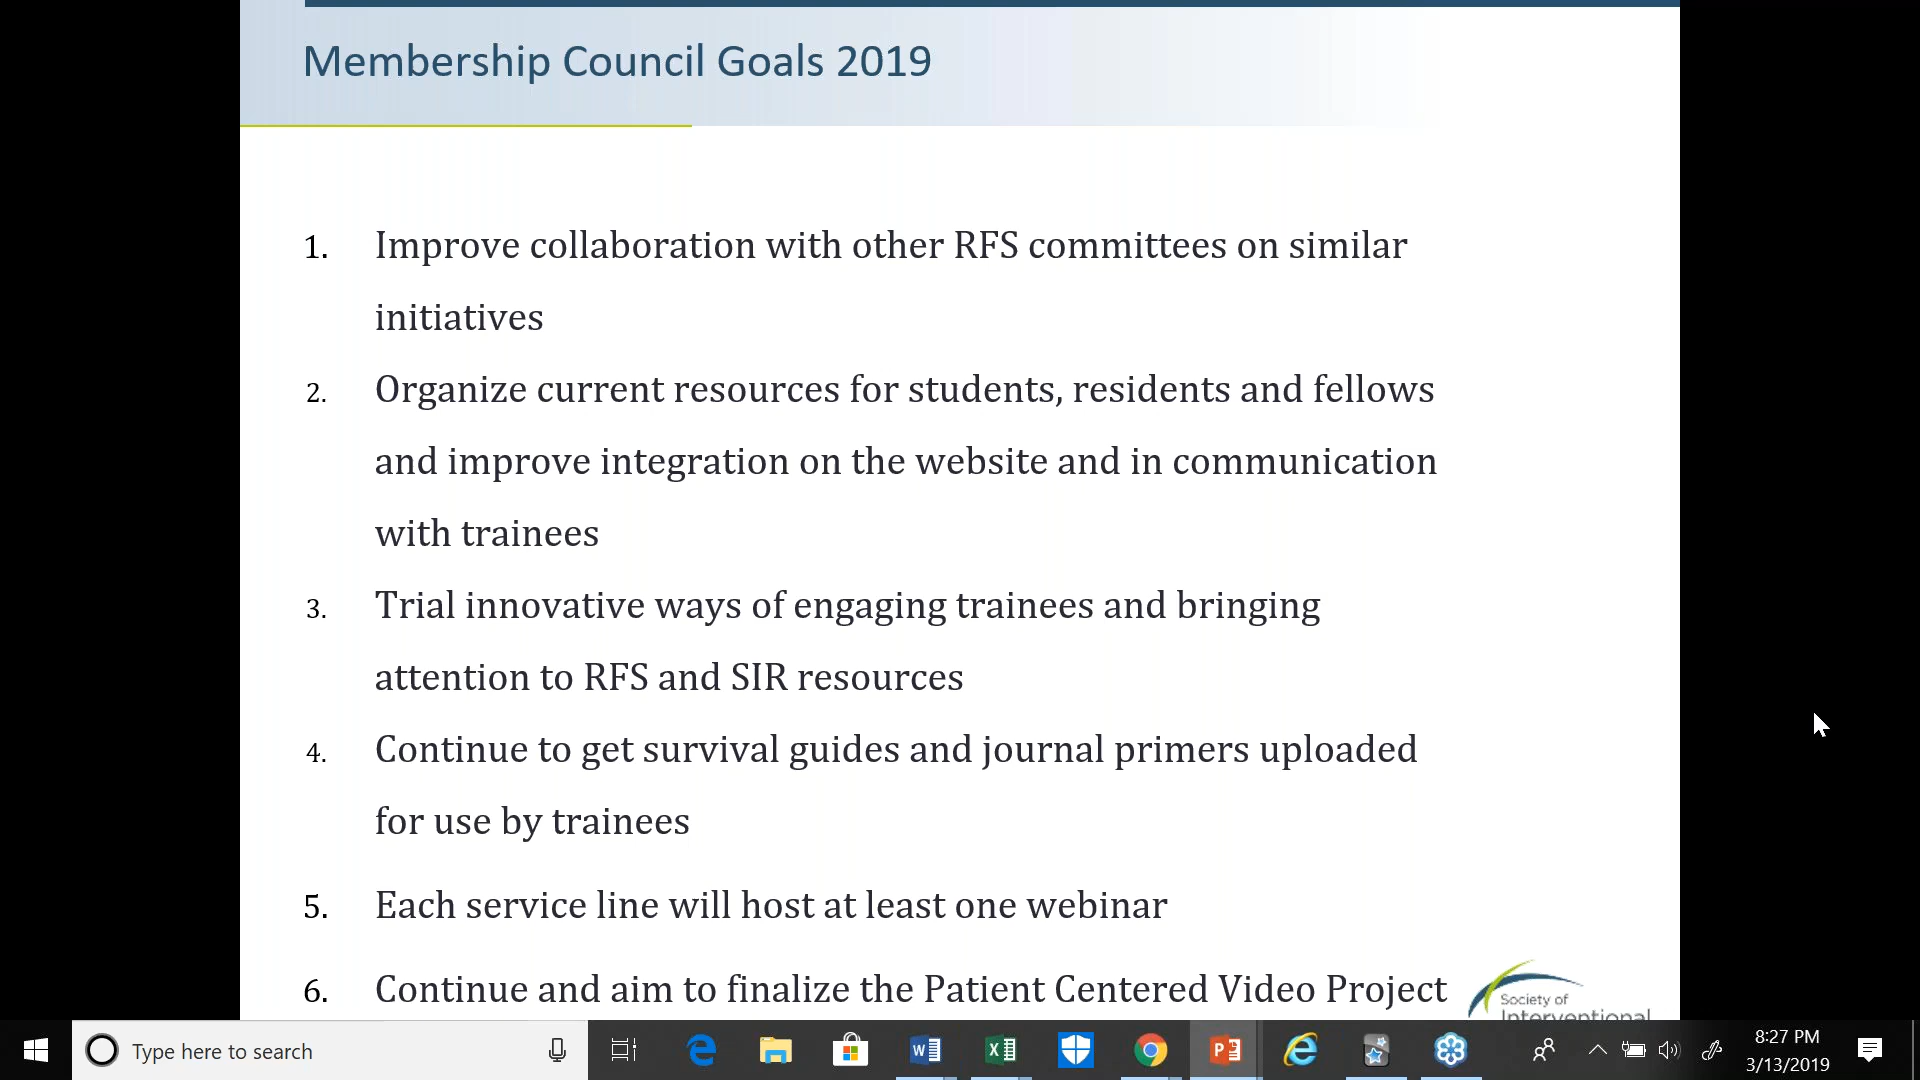 Membership Council Goals 2019
1. Improve collaboration with other RFS committees on similar
initiatives
2. Organize current resources for students, residents and fellows
and improve integration on the website and in communication
with trainees
3. Trial innovative ways of engaging trainees and bringing
attention to RFS and SIR resources
4. Continue to get survival guides and journal primers uploaded
for use by trainees
5. Each service line will host at least one webinar
6. Continue and aim to finalize the Patient Centered Video Project
Society of
Interventional
Type here to search
8:27 PM
3/13/2019